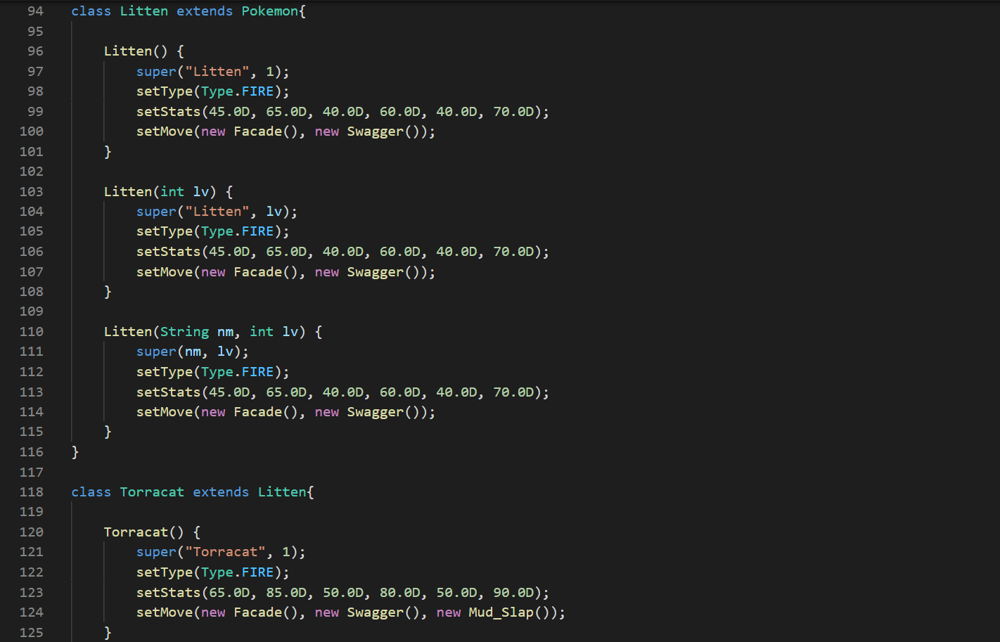 94 class Litten extends Pokemon{
95
96 Litten() {
97 super("Litten", 1);
98 setType(Type.FIRE);
99 setStats(45.0D, 65.0D, 40.0D, 60.0D, 40.0D, 70.0D);
100 setMove(new Facade(), new Swagger());
101 }
102
103 Litten(int lv) {
104 super("Litten", lv);
105 setType(Type.FIRE);
106 setStats(45.0D, 65.0D, 40.0D, 60.0D, 40.0D, 70.0D);
107 setMove(new Facade(), new Swagger());
108 }
109
110 Litten(String nm, int lv) {
111 super(nm, lv);
112 setType(Type.FIRE);
113 setStats(45.0D, 65.0D, 40.0D, 60.0D, 40.0D, 70.0D);
114 setMove(new Facade(), new Swagger());
115 }
116 }
117
118 class Torracat extends Litten{
119
120 Torracat() {
121 super("Torracat", 1);
122 setType(Type.FIRE);
123 setStats(65.0D, 85.0D, 50.0D, 80.0D, 50.0D, 90.0D);
124 setMove(new Facade(), new Swagger(), new Mud_Slap());
125 }